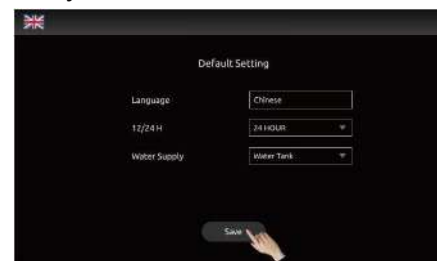 Default Setting
Language Chinese
12/24 H 24 HOUR
Water Supply Water Tank
Save